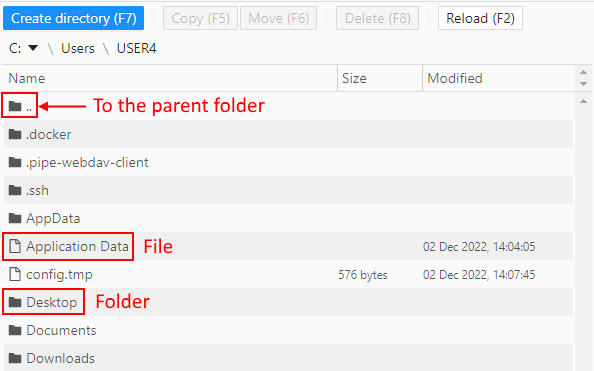 Create directory (F7) Copy (F5) Move (F6) Delete (F8) Reload (F2)
C: \ Users \ USER4
Name Size Modified
.. To the parent folder
.docker
.pipe-webdav-client
.ssh
AppData
Application Data File 02 Dec 2022, 14:04:05
config.tmp 576 bytes 02 Dec 2022, 14:07:45
Desktop Folder
Documents
Downloads